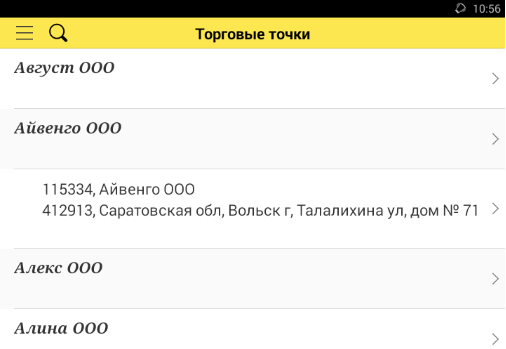 10:56
Торговые точки
Август ООО
Айвенго ООО
115334, Айвенго ООО
412913, Саратовская обл, Вольск г, Талалихина ул, дом № 71
Алекс ООО
Алина ООО